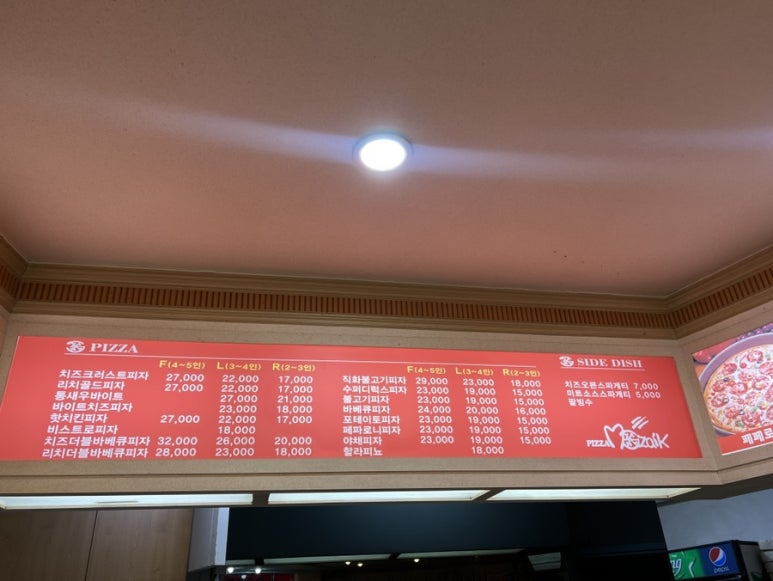 PIZZA
F(4~5인) L(3~4인) R(2~3인)
치즈크러스트피자 27,000 22,000 17,000
리치골드피자 27,000 22,000 17,000
통새우바이트 27,000 21,000
바이트치즈피자 23,000 18,000
핫치킨피자 27,000 22,000 17,000
비스트로피자 18,000
치즈더블바베큐피자 32,000 26,000 20,000
리치더블바베큐피자 28,000 23,000 18,000
F(4~5인) L(3~4인) R(2~3인)
직화불고기피자 29,000 23,000 18,000
수퍼디럭스피자 23,000 19,000 15,000
불고기피자 23,000 19,000 15,000
바베큐피자 24,000 20,000 16,000
포테이토피자 23,000 19,000 15,000
페파로니피자 23,000 19,000 15,000
야채피자 23,000 19,000 15,000
할라피뇨 18,000
SIDE DISH
치즈오븐스파게티 7,000
미트소스스파게티 5,000
팥빙수
PIZZA Mozaik
페페로
pepsi